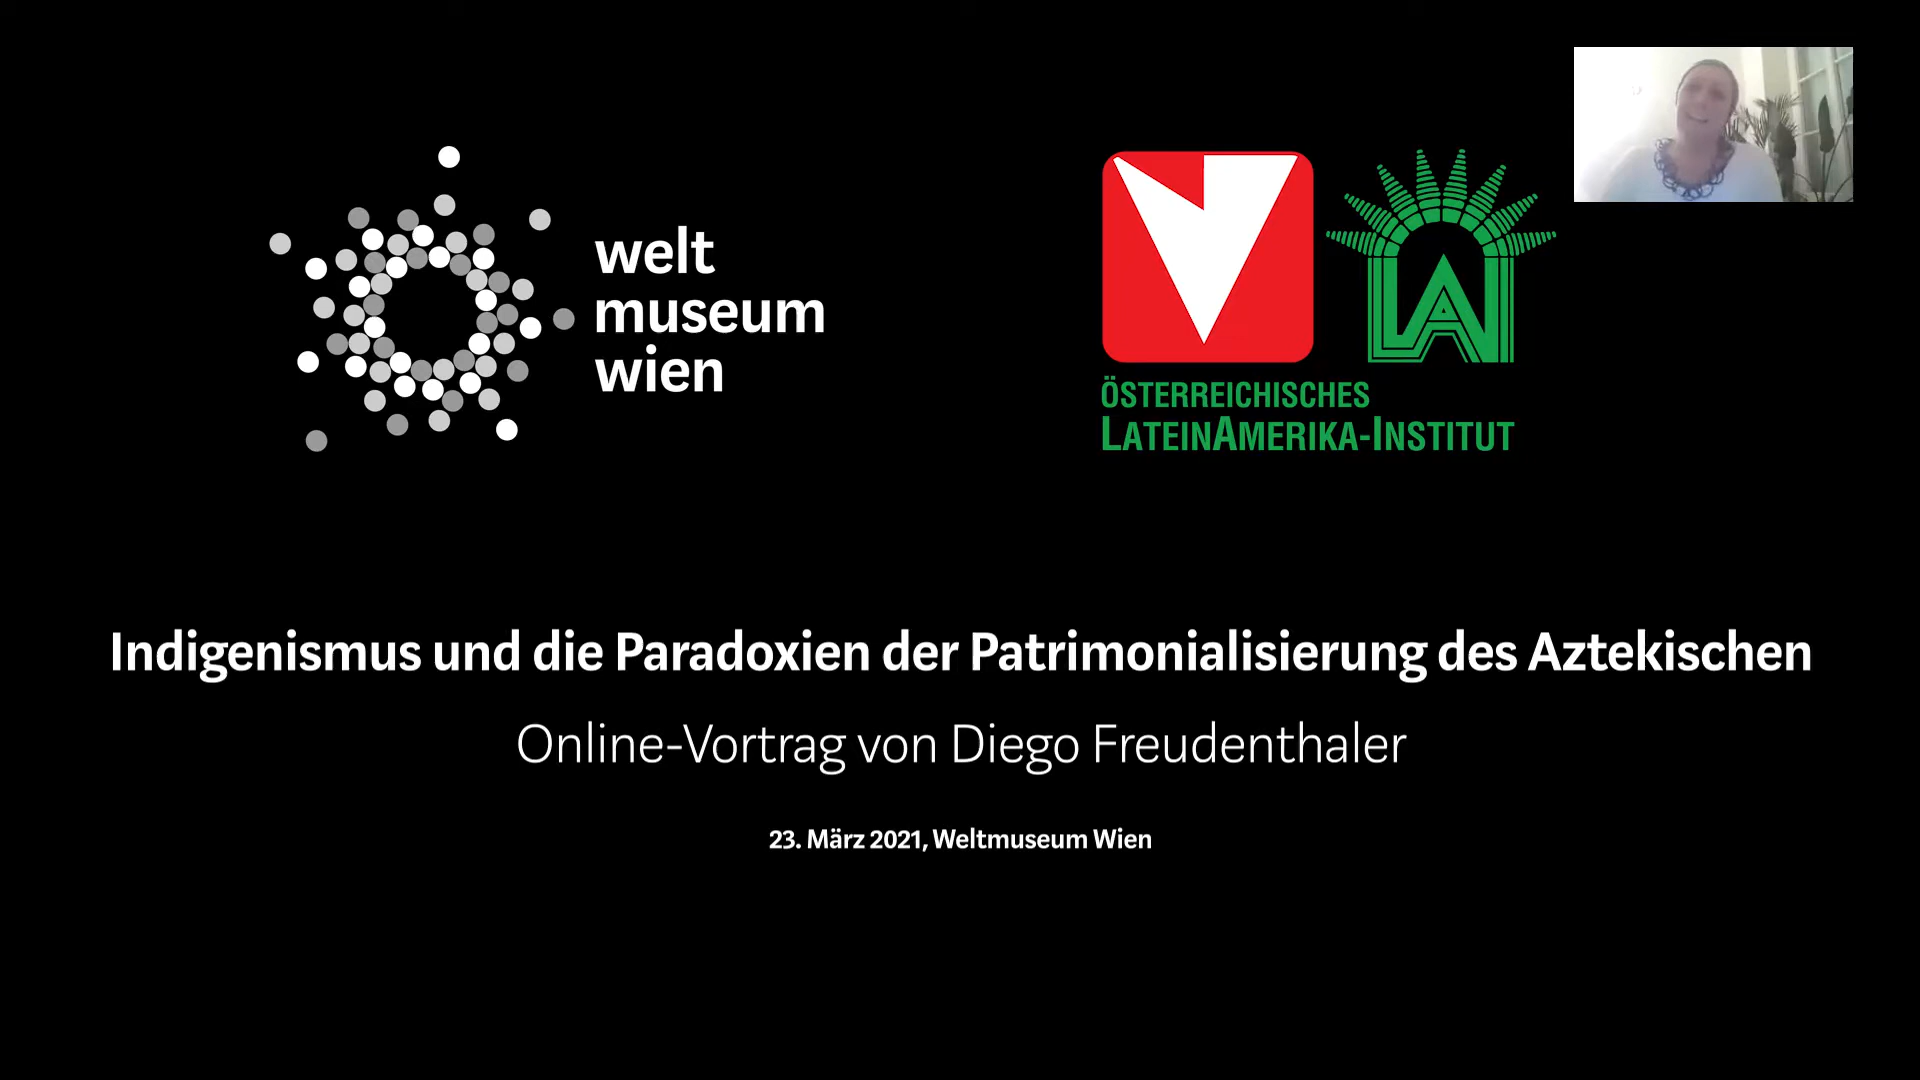 welt
museum
wien
ÖSTERREICHISCHES
LATEINAMERIKA-INSTITUT
Indigenismus und die Paradoxien der Patrimonialisierung des Aztekischen
Online-Vortrag von Diego Freudenthaler
23. März 2021, Weltmuseum Wien